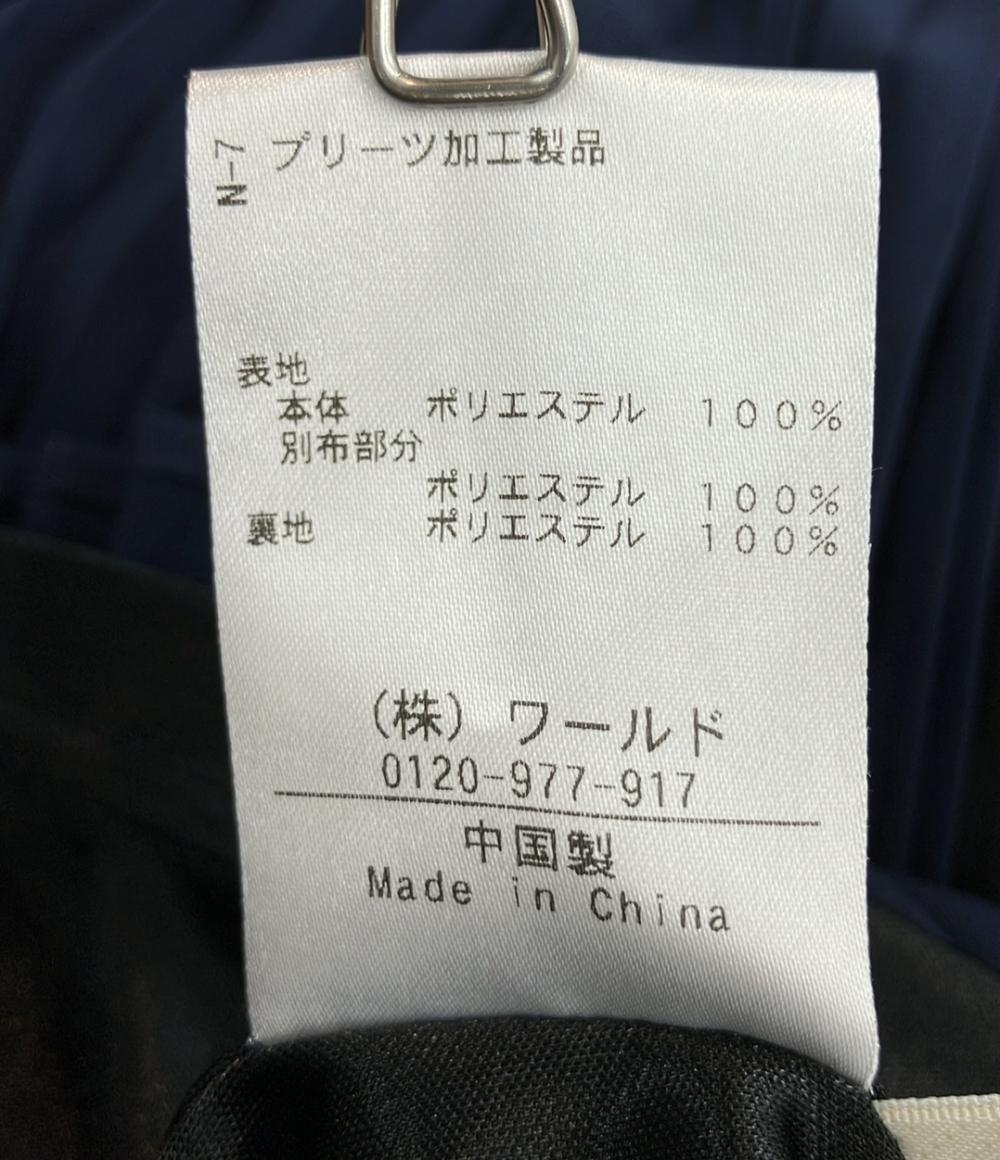 N-7
プリーツ加工製品
表地
本体 ポリエステル 100%
別布部分
ポリエステル 100%
裏地 ポリエステル 100%
(株) ワールド
0120-977-917
中国製
Made in China